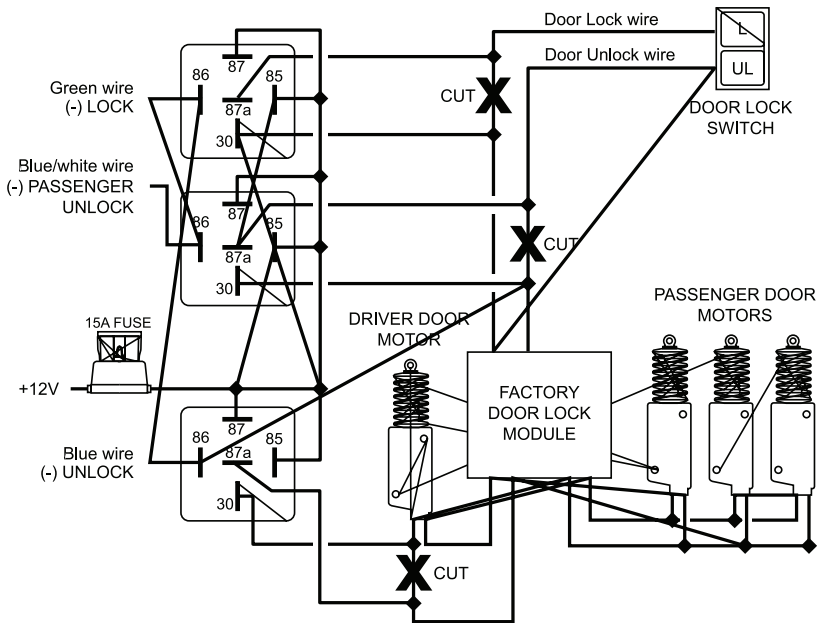 Door Lock wire
L
Door Unlock wire
UL
DOOR LOCK
SWITCH
CUT
87
86
85
87a
30
Green wire
(-) LOCK
Blue/white wire
(-) PASSENGER
UNLOCK
87
86
85
87a
30
CUT
15A FUSE
+12V
DRIVER DOOR
MOTOR
PASSENGER DOOR
MOTORS
FACTORY
DOOR LOCK
MODULE
87
86
85
87a
30
Blue wire
(-) UNLOCK
CUT